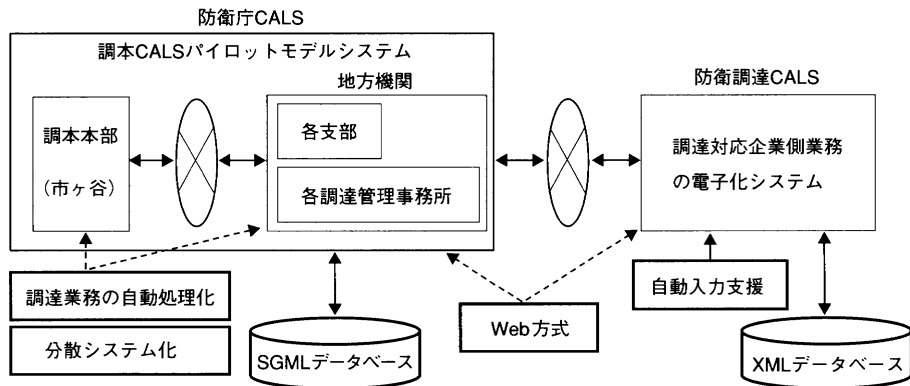 防衛庁CALS
調本CALSパイロットモデルシステム
地方機関
防衛調達CALS
調本本部
(市ヶ谷)
各支部
各調達管理事務所
調達対応企業側業務
の電子化システム
調達業務の自動処理化
分散システム化
自動入力支援
Web方式
SGMLデータベース
XMLデータベース